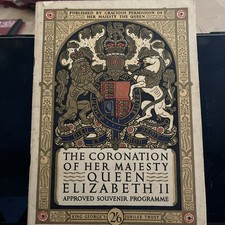 PUBLISHED BY GRACIOUS PERMISSION OF
HER MAJESTY THE QUEEN
THE CORONATION
OF HER MAJESTY
QUEEN
ELIZABETH II
APPROVED SOUVENIR PROGRAMME
KING GEORGE'S 2/6 JUBILEE TRUST